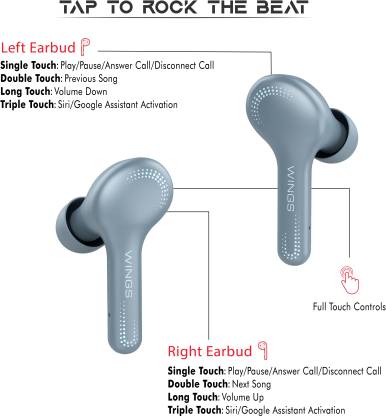 TAP TO ROCK THE BEAT
Left Earbud
Single Touch: Play/Pause/Answer Call/Disconnect Call
Double Touch: Previous Song
Long Touch: Volume Down
Triple Touch: Siri/Google Assistant Activation
WINGS
WINGS
Full Touch Controls
Right Earbud
Single Touch: Play/Pause/Answer Call/Disconnect Call
Double Touch: Next Song
Long Touch: Volume Up
Triple Touch: Siri/Google Assistant Activation